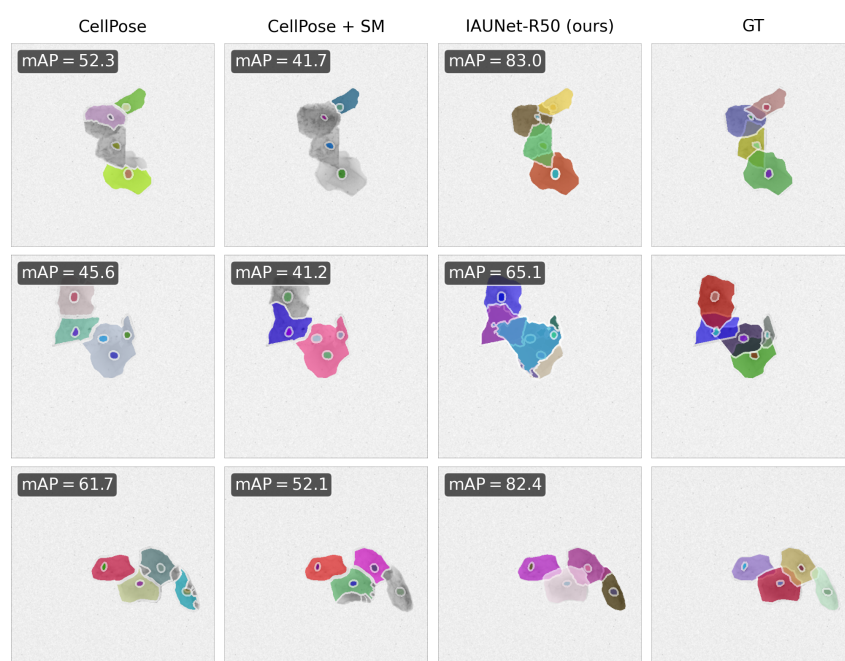 CellPose CellPose + SM IAUNet-R50 (ours) GT
mAP = 52.3 mAP = 41.7 mAP = 83.0
mAP = 45.6 mAP = 41.2 mAP = 65.1
mAP = 61.7 mAP = 52.1 mAP = 82.4